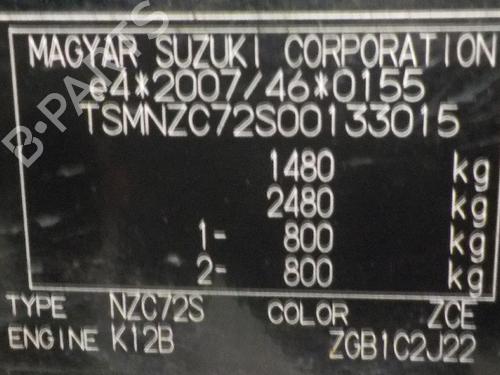 MAGYAR SUZUKI CORPORATION
e4*2007/46*0155
TSMNZC72S00133015
1480 kg
2480 kg
1- 800 kg
2- 800 kg
TYPE NZC72S COLOR ZCE
ENGINE K12B ZGB1C2J22
B-PARTS